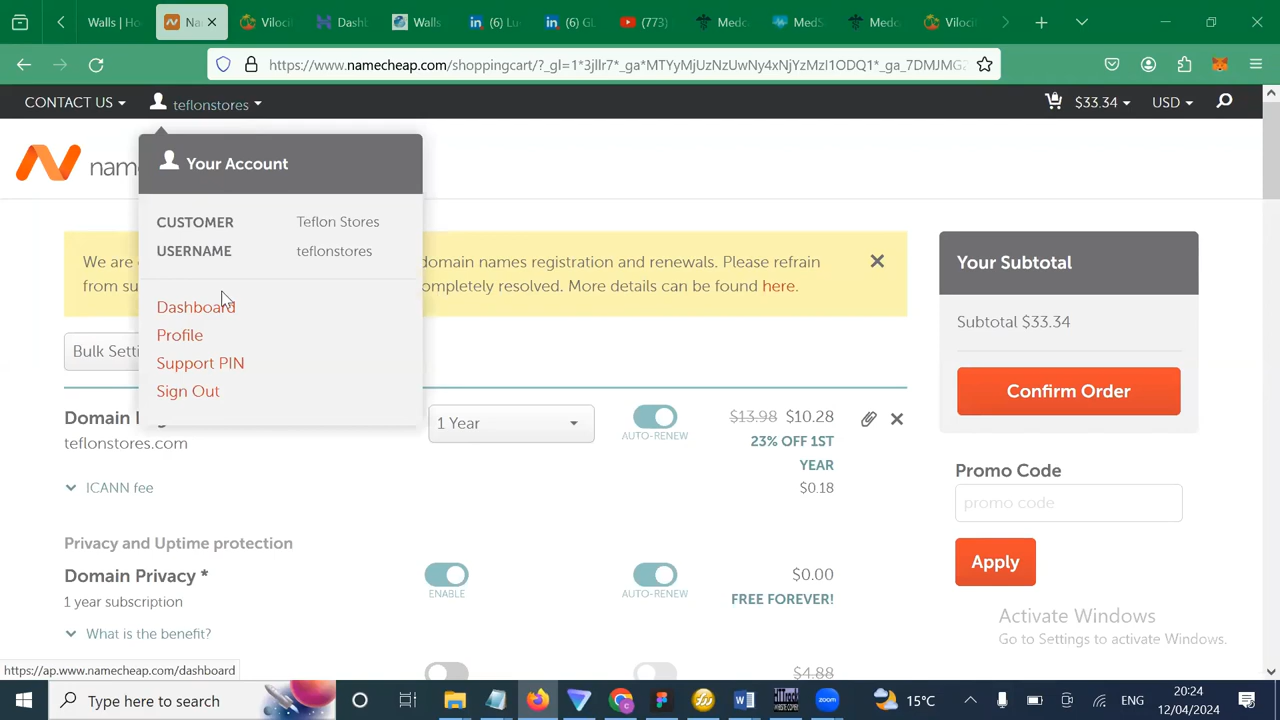 Walls | Ho
Na
Vilocity
Dashb
Walls
(6) Lu
(6) GL
(773)
Medo
MedS
Medo
Vilocity
https://www.namecheap.com/shoppingcart/?_gl=1*3jllr7*_ga*MTYyMjUzNzUwNy4xNjYzMzI1ODQ1*_ga_7DMJMG
CONTACT US
teflonstores
$33.34
USD
name
Your Account
CUSTOMER Teflon Stores
USERNAME teflonstores
Dashboard
Profile
Support PIN
Sign Out
We are domain names registration and renewals. Please refrain
from su completely resolved. More details can be found here.
Your Subtotal
Subtotal $33.34
Confirm Order
Bulk Setti
Domain
teflonstores.com
1 Year
AUTO-RENEW
$13.98 $10.28
23% OFF 1ST
YEAR
ICANN fee
$0.18
Promo Code
promo code
Apply
Privacy and Uptime protection
Domain Privacy *
1 year subscription
ENABLE
AUTO-RENEW
$0.00
FREE FOREVER!
What is the benefit?
$4.88
Activate Windows
Go to Settings to activate Windows.
https://ap.www.namecheap.com/dashboard
Type here to search
15°C
ENG
20:24
12/04/2024